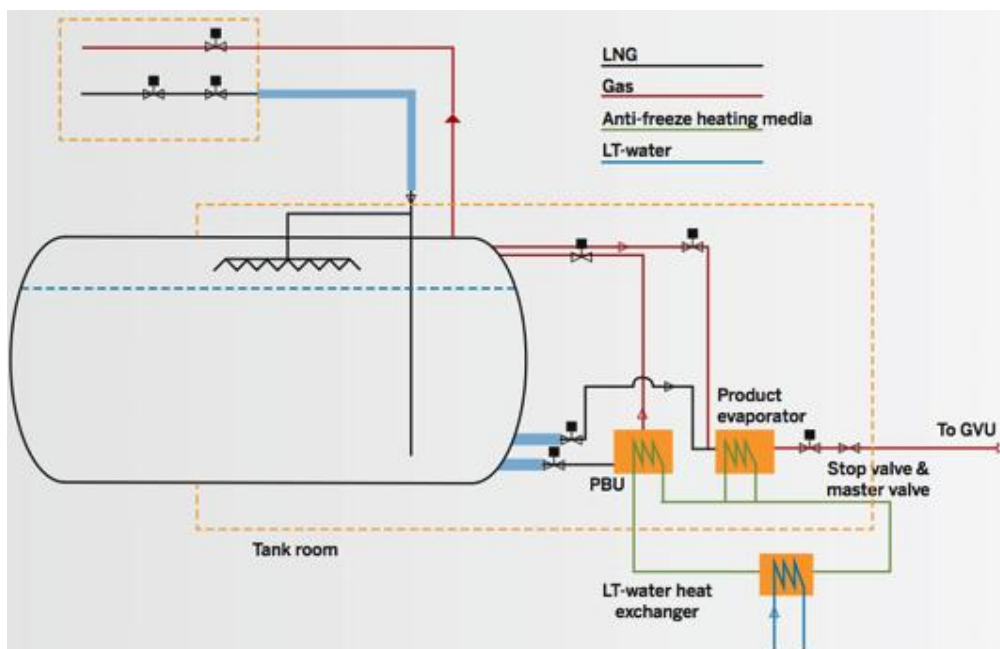 LNG
Gas
Anti-freeze heating media
LT-water
Product
evaporator
To GVU
PBU
Stop valve &
master valve
Tank room
LT-water heat
exchanger